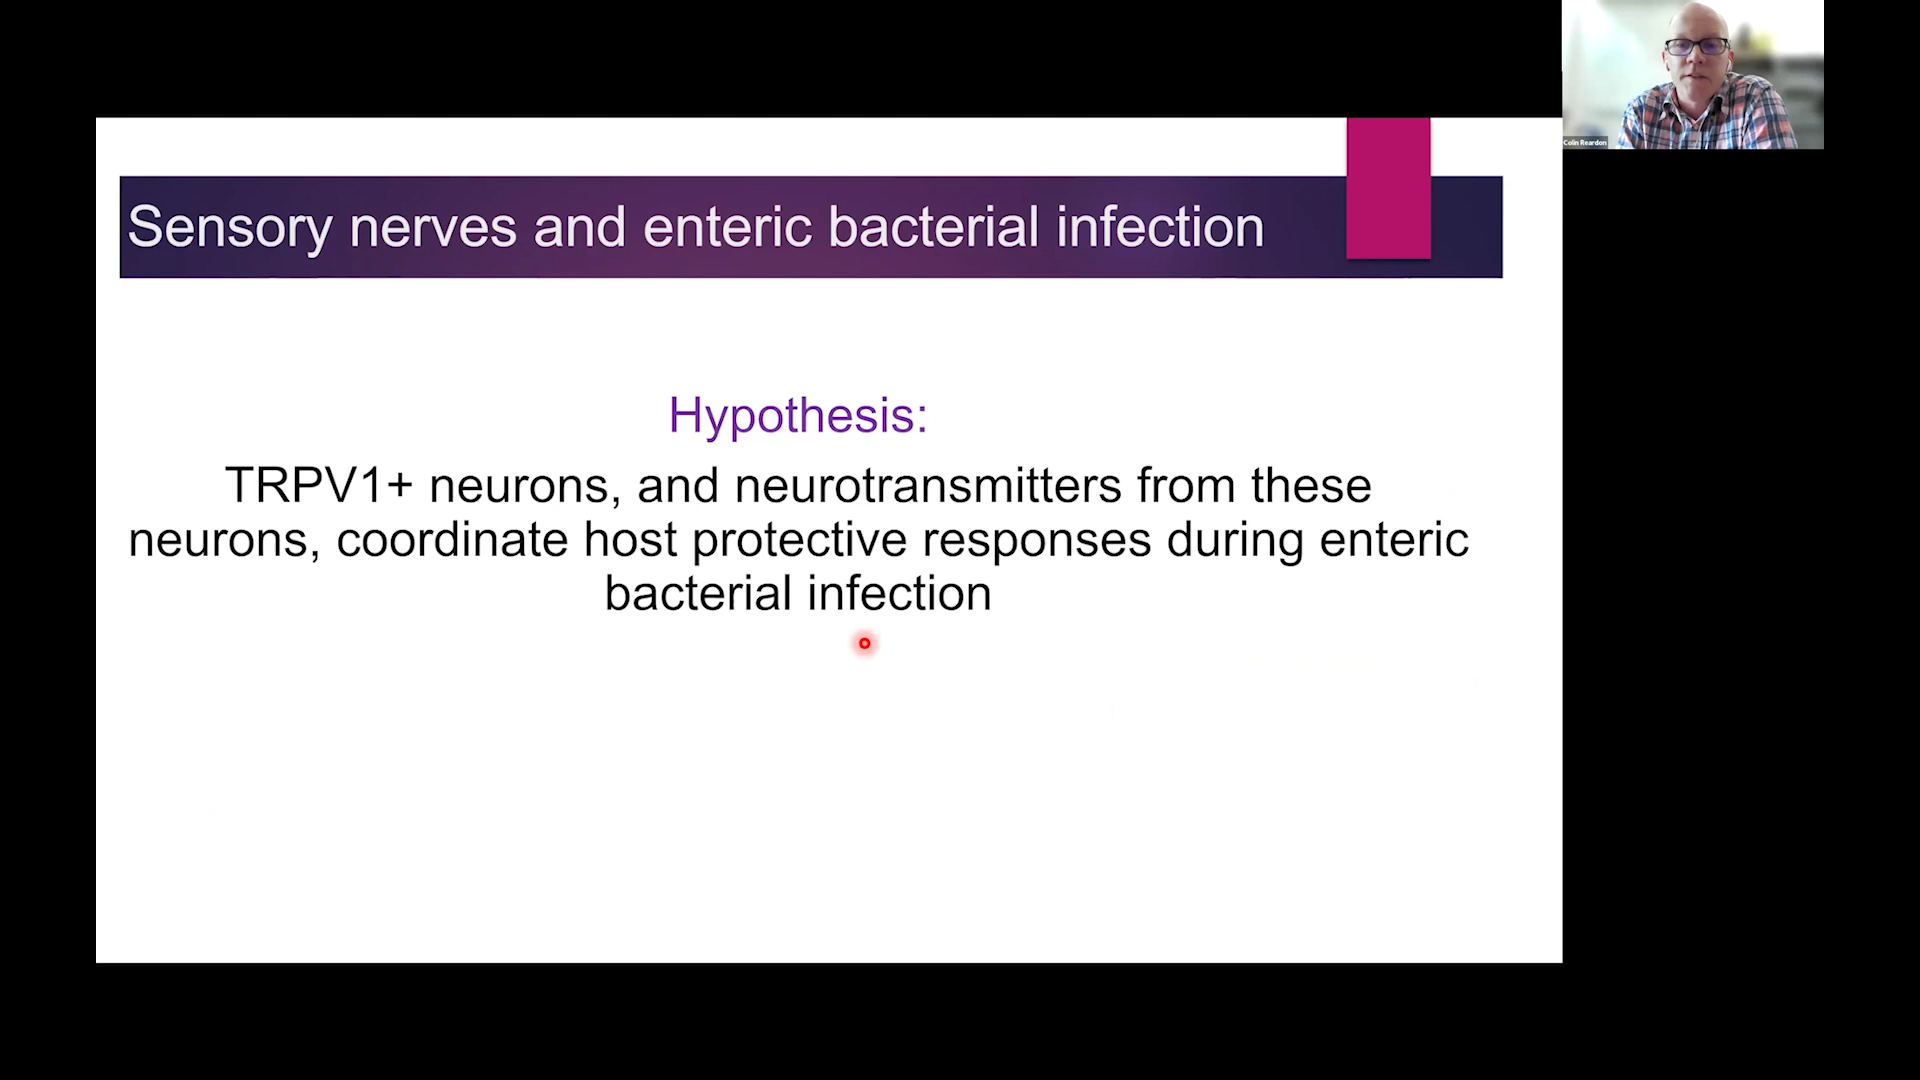 Colin Reardon
Sensory nerves and enteric bacterial infection
Hypothesis:
TRPV1+ neurons, and neurotransmitters from these
neurons, coordinate host protective responses during enteric
bacterial infection